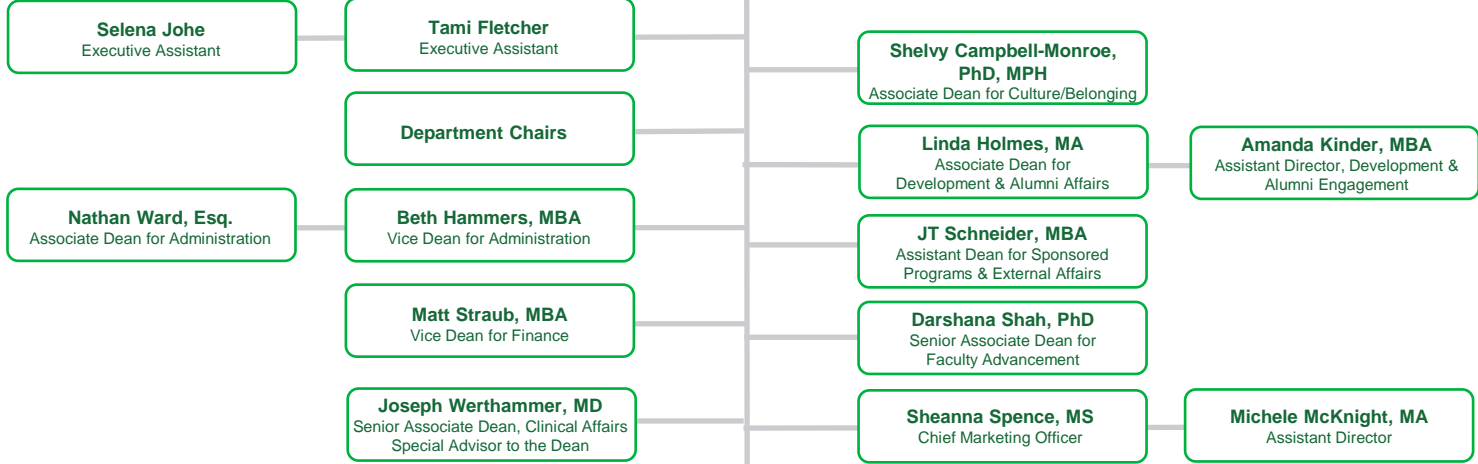 Selena Johe
Executive Assistant
Tami Fletcher
Executive Assistant
Shelvy Campbell-Monroe,
PhD, MPH
Associate Dean for Culture/Belonging
Department Chairs
Linda Holmes, MA
Associate Dean for
Development & Alumni Affairs
Amanda Kinder, MBA
Assistant Director, Development &
Alumni Engagement
Nathan Ward, Esq.
Associate Dean for Administration
Beth Hammers, MBA
Vice Dean for Administration
JT Schneider, MBA
Assistant Dean for Sponsored
Programs & External Affairs
Matt Straub, MBA
Vice Dean for Finance
Darshana Shah, PhD
Senior Associate Dean for
Faculty Advancement
Joseph Werthammer, MD
Senior Associate Dean, Clinical Affairs
Special Advisor to the Dean
Sheanna Spence, MS
Chief Marketing Officer
Michele McKnight, MA
Assistant Director